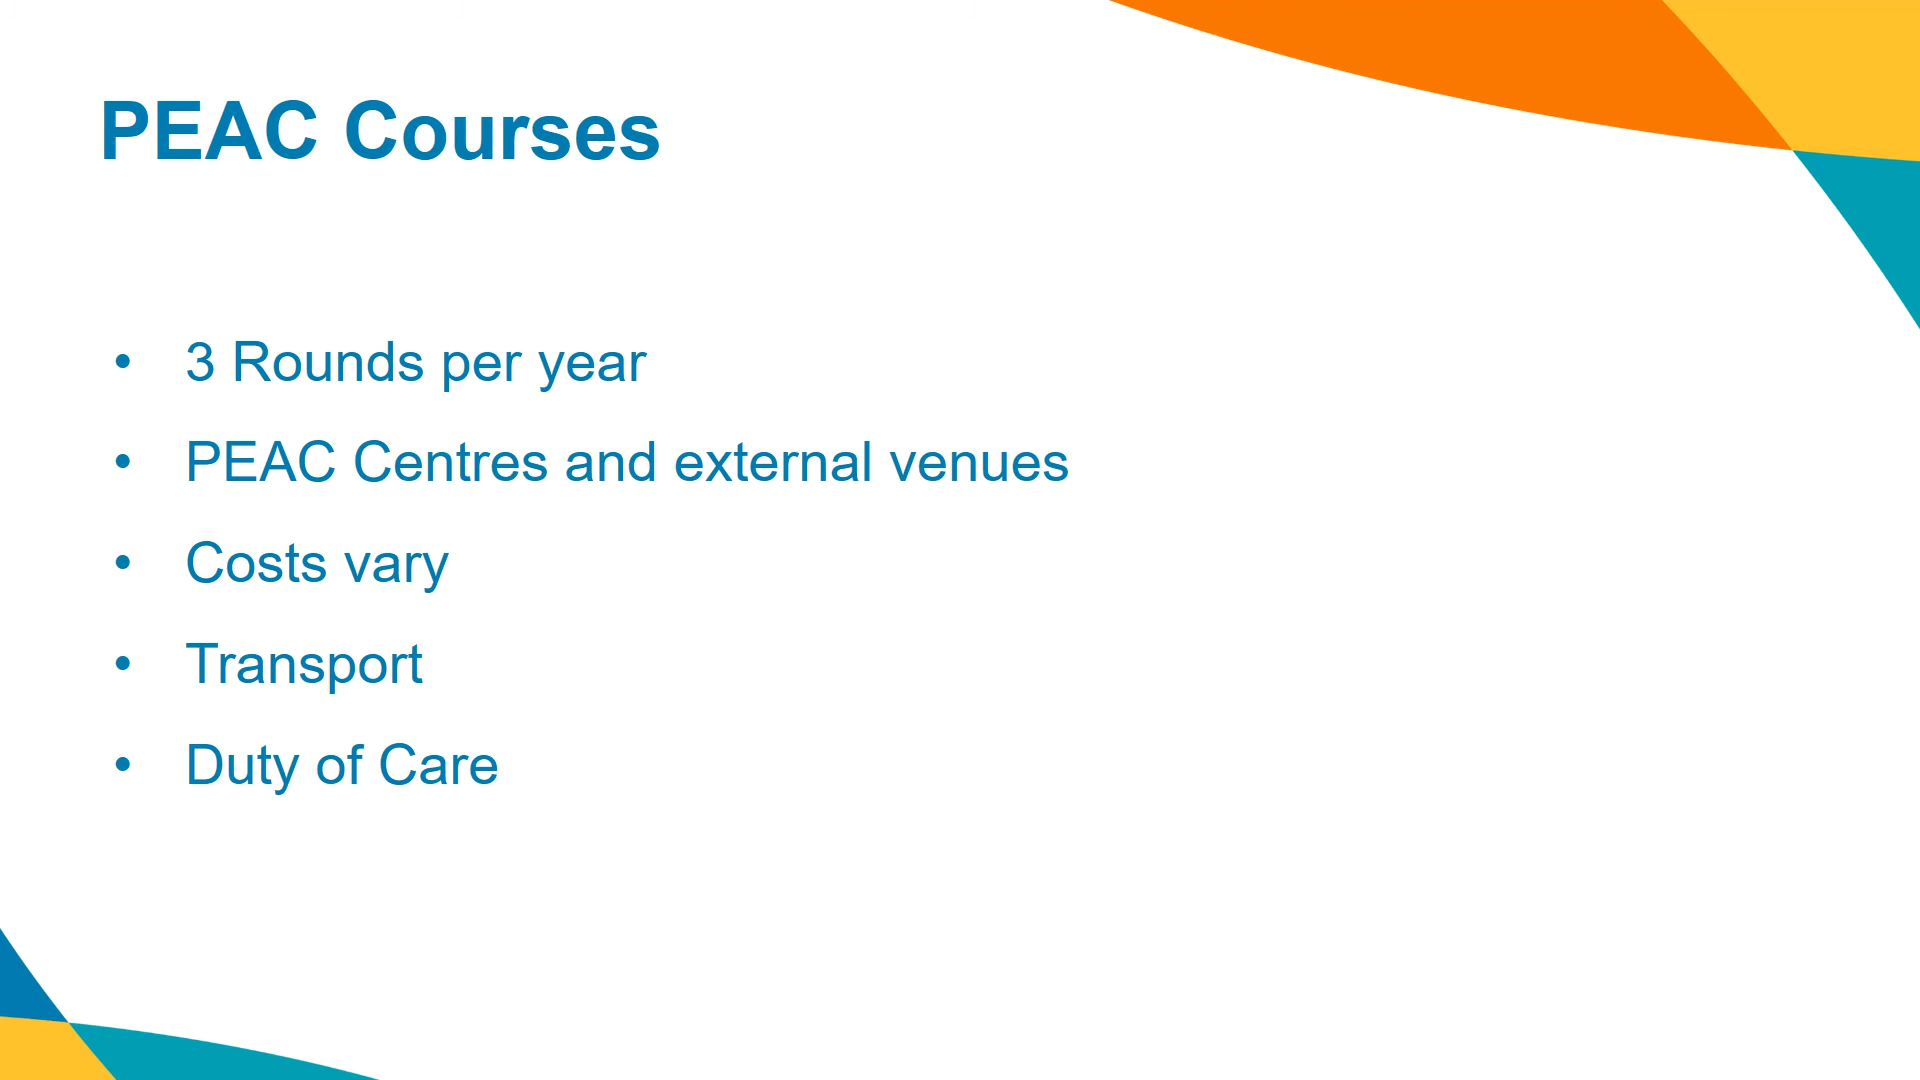 PEAC Courses
• 3 Rounds per year
• PEAC Centres and external venues
• Costs vary
• Transport
• Duty of Care